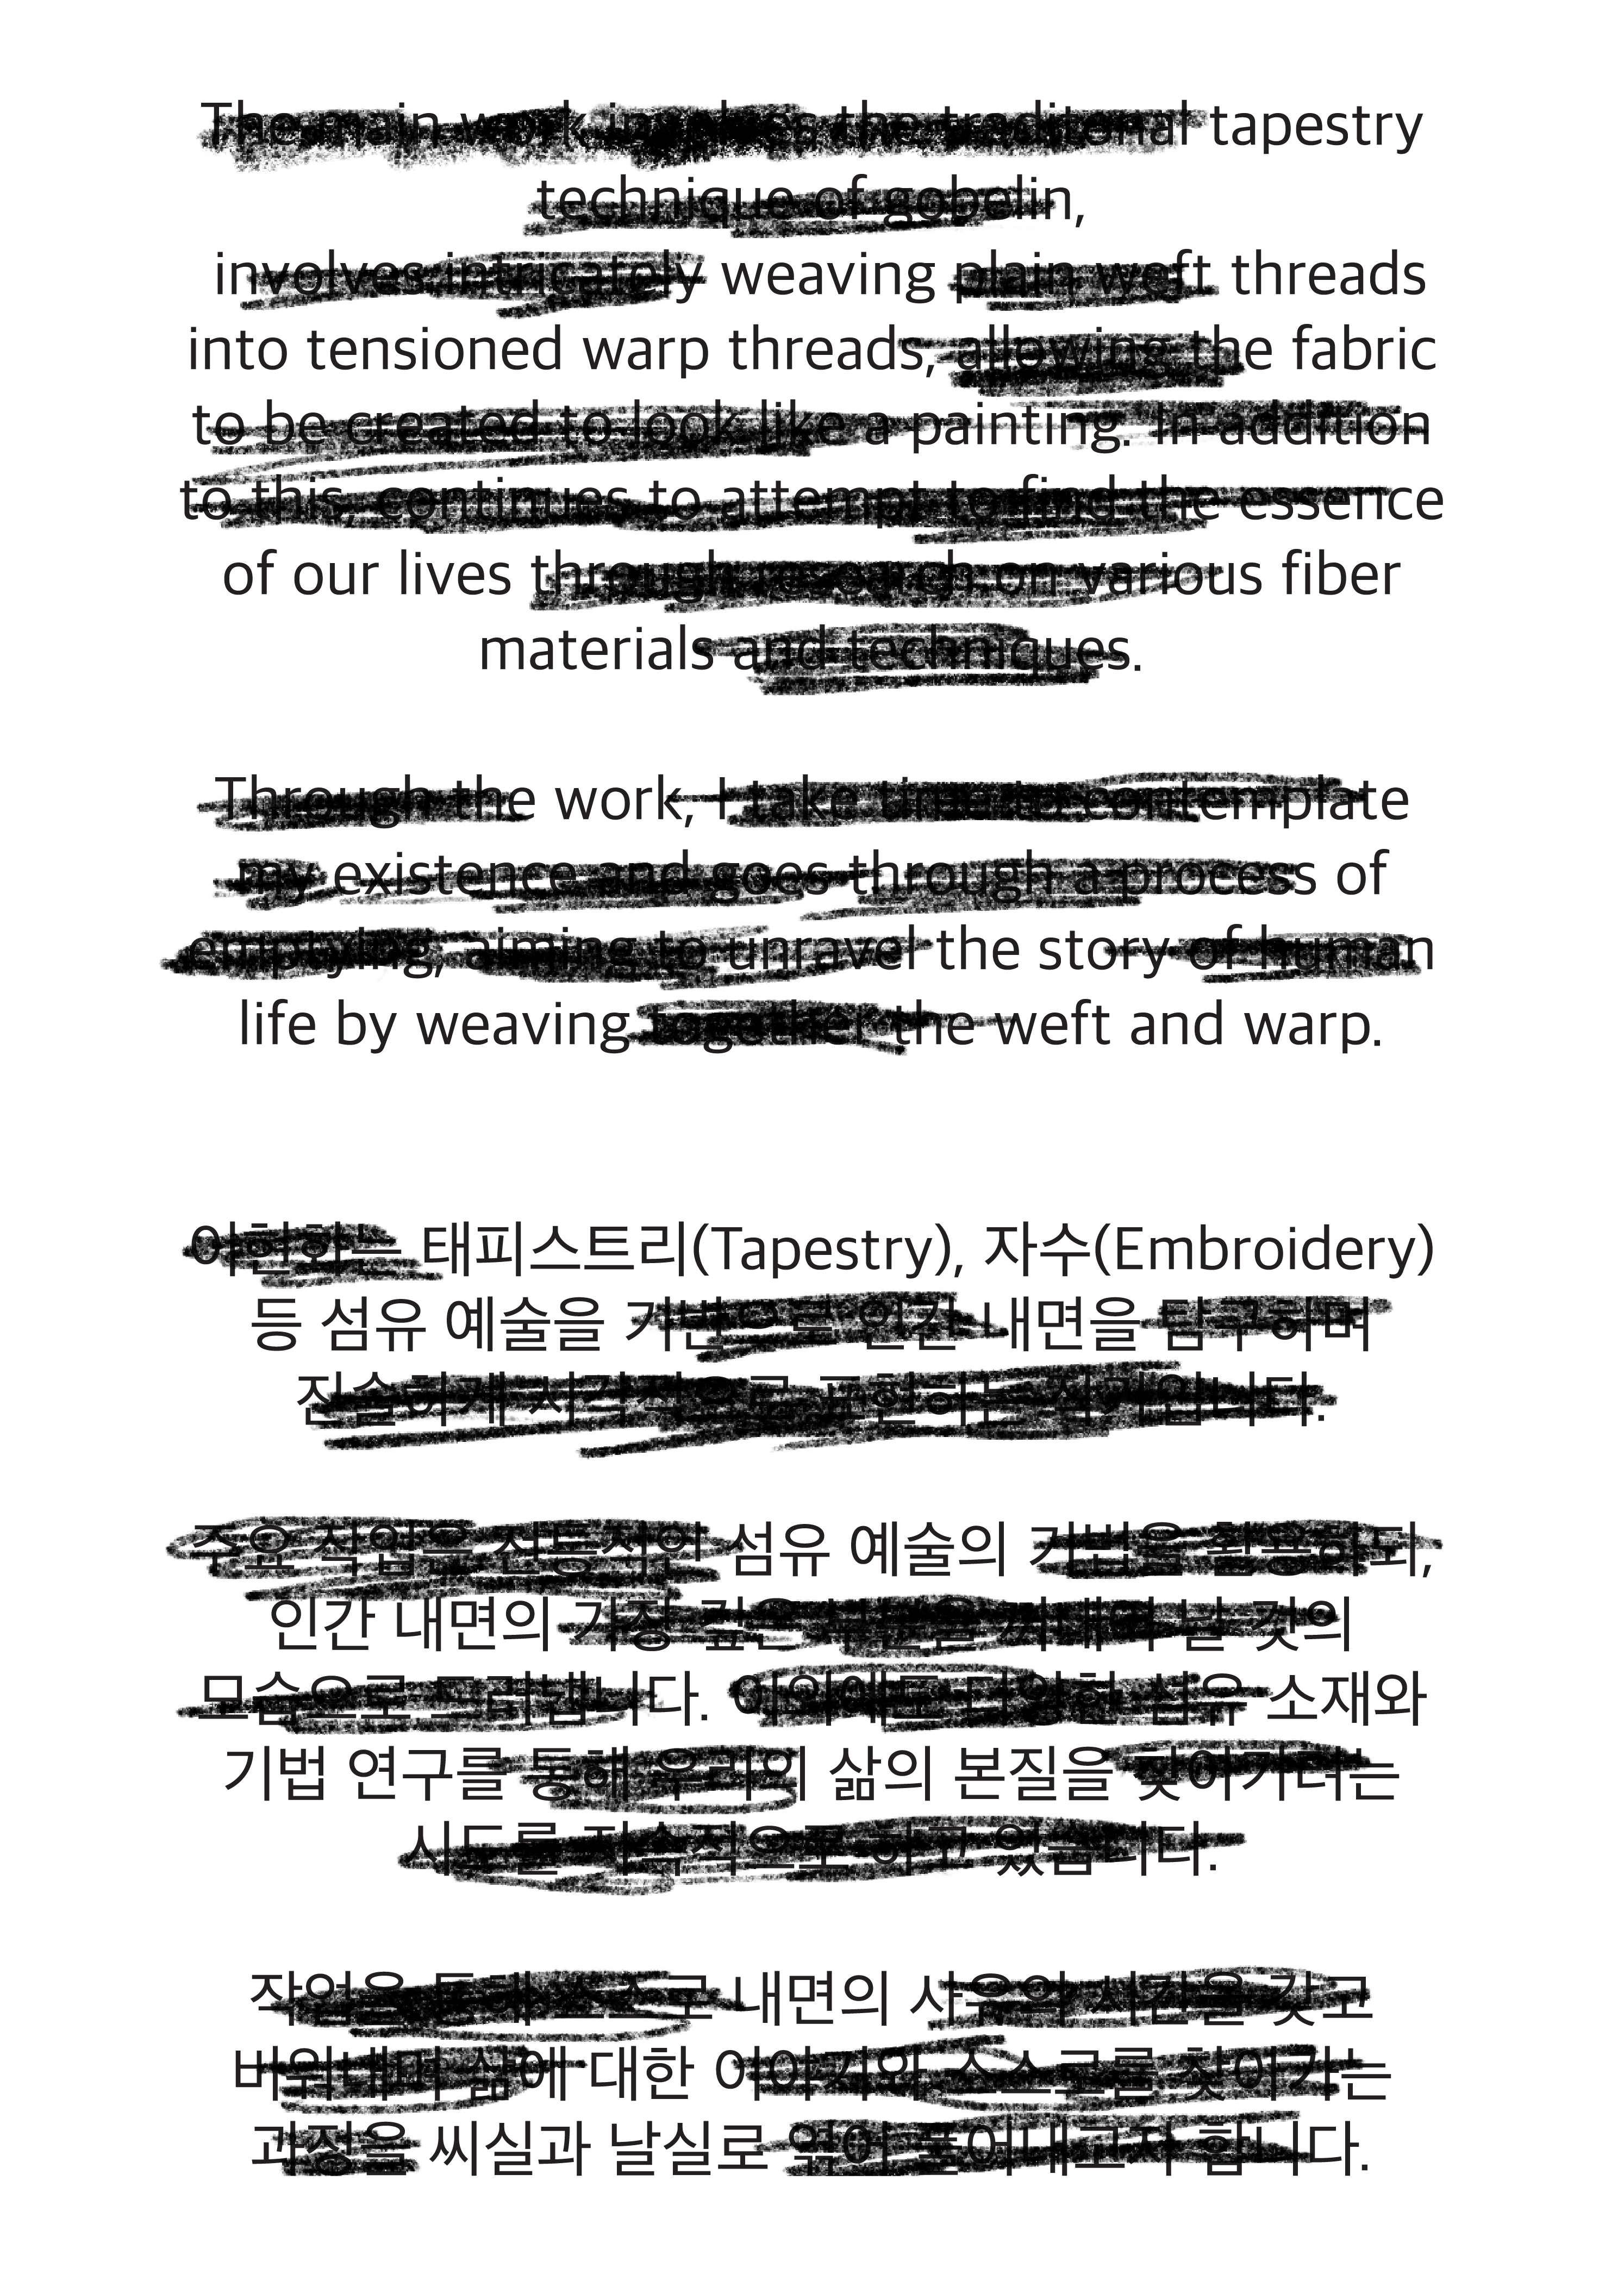 The main work involves the traditonal tapestry
technique of gobelin,
involves intricately weaving plain weft threads
into tensioned warp threads, allowing the fabric
to be created to look like a painting. In addition
to this, continues to attempt to find the essence
of our lives through research on various fiber
materials and techniques.
Through the work, I take time to contemplate
my existence and goes through a process of
emptying, aiming to unravel the story of human
life by weaving together the weft and warp.
태피스트리(Tapestry), 자수(Embroidery)
등 섬유 예술을 기반으로 인간 내면을 탐구하며
진솔하게 시각적으로 표현하는 작가입니다.
주요 작업은 전통적인 섬유 예술의 기법을 활용하되,
인간 내면의 가장 깊은 부분을 꺼내어 날 것의
모습으로 드러냅니다. 이외에도 다양한 섬유 소재와
기법 연구를 통해 우리의 삶의 본질을 찾아가려는
시도를 지속적으로 하고 있습니다.
작업을 통해 스스로 내면의 사유의 시간을 갖고
비워내며 삶에 대한 이야기와 스스로를 찾아가는
과정을 씨실과 날실로 엮어 풀어내고자 합니다.